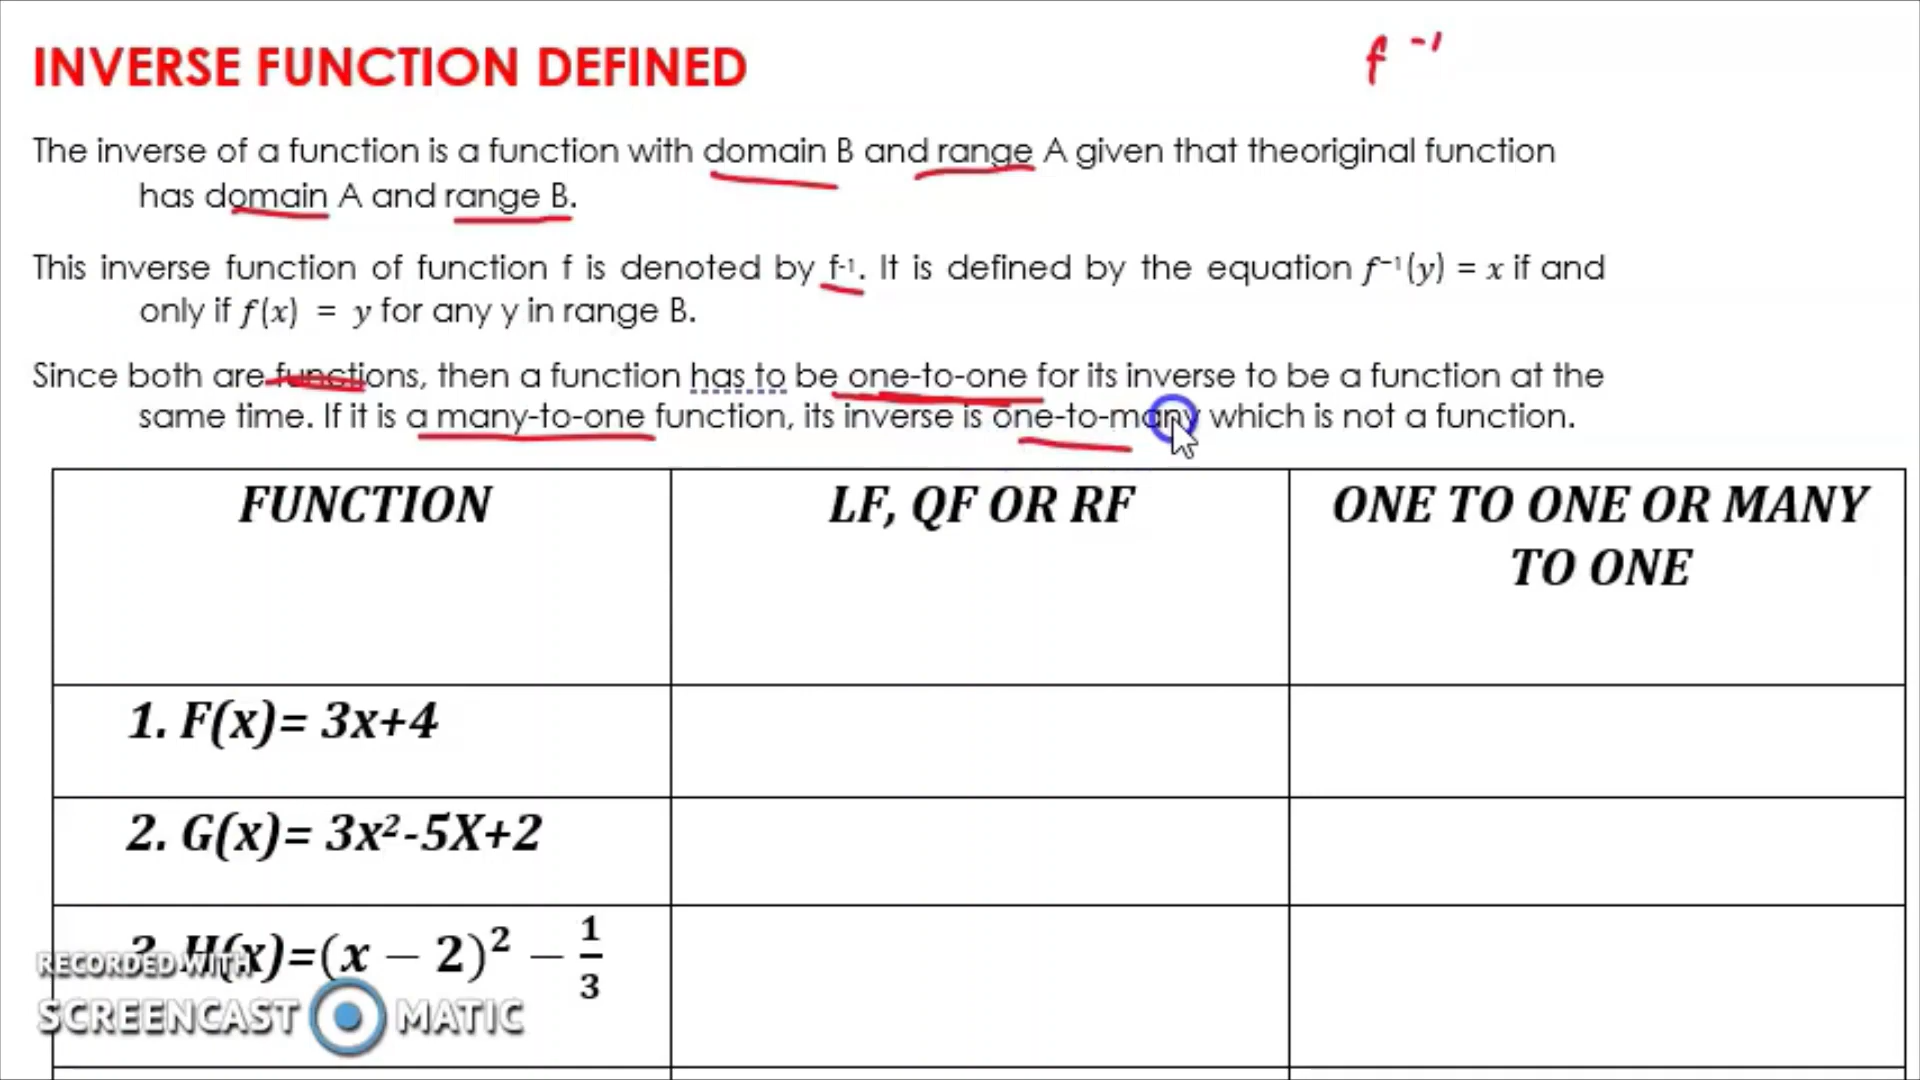 INVERSE FUNCTION DEFINED
f -1
The inverse of a function is a function with domain B and range A given that theoriginal function
has domain A and range B.
This inverse function of function f is denoted by f-1. It is defined by the equation f⁻¹(y) = x if and
only if f(x) = y for any y in range B.
Since both are functions, then a function has to be one-to-one for its inverse to be a function at the
same time. If it is a many-to-one function, its inverse is one-to-many which is not a function.
FUNCTION
LF, QF OR RF
ONE TO ONE OR MANY
TO ONE
1. F(x)= 3x+4
2. G(x)= 3x²-5X+2
3. H(x)=(x − 2)² − 1/3
RECORDED WITH
SCREENCAST MATIC